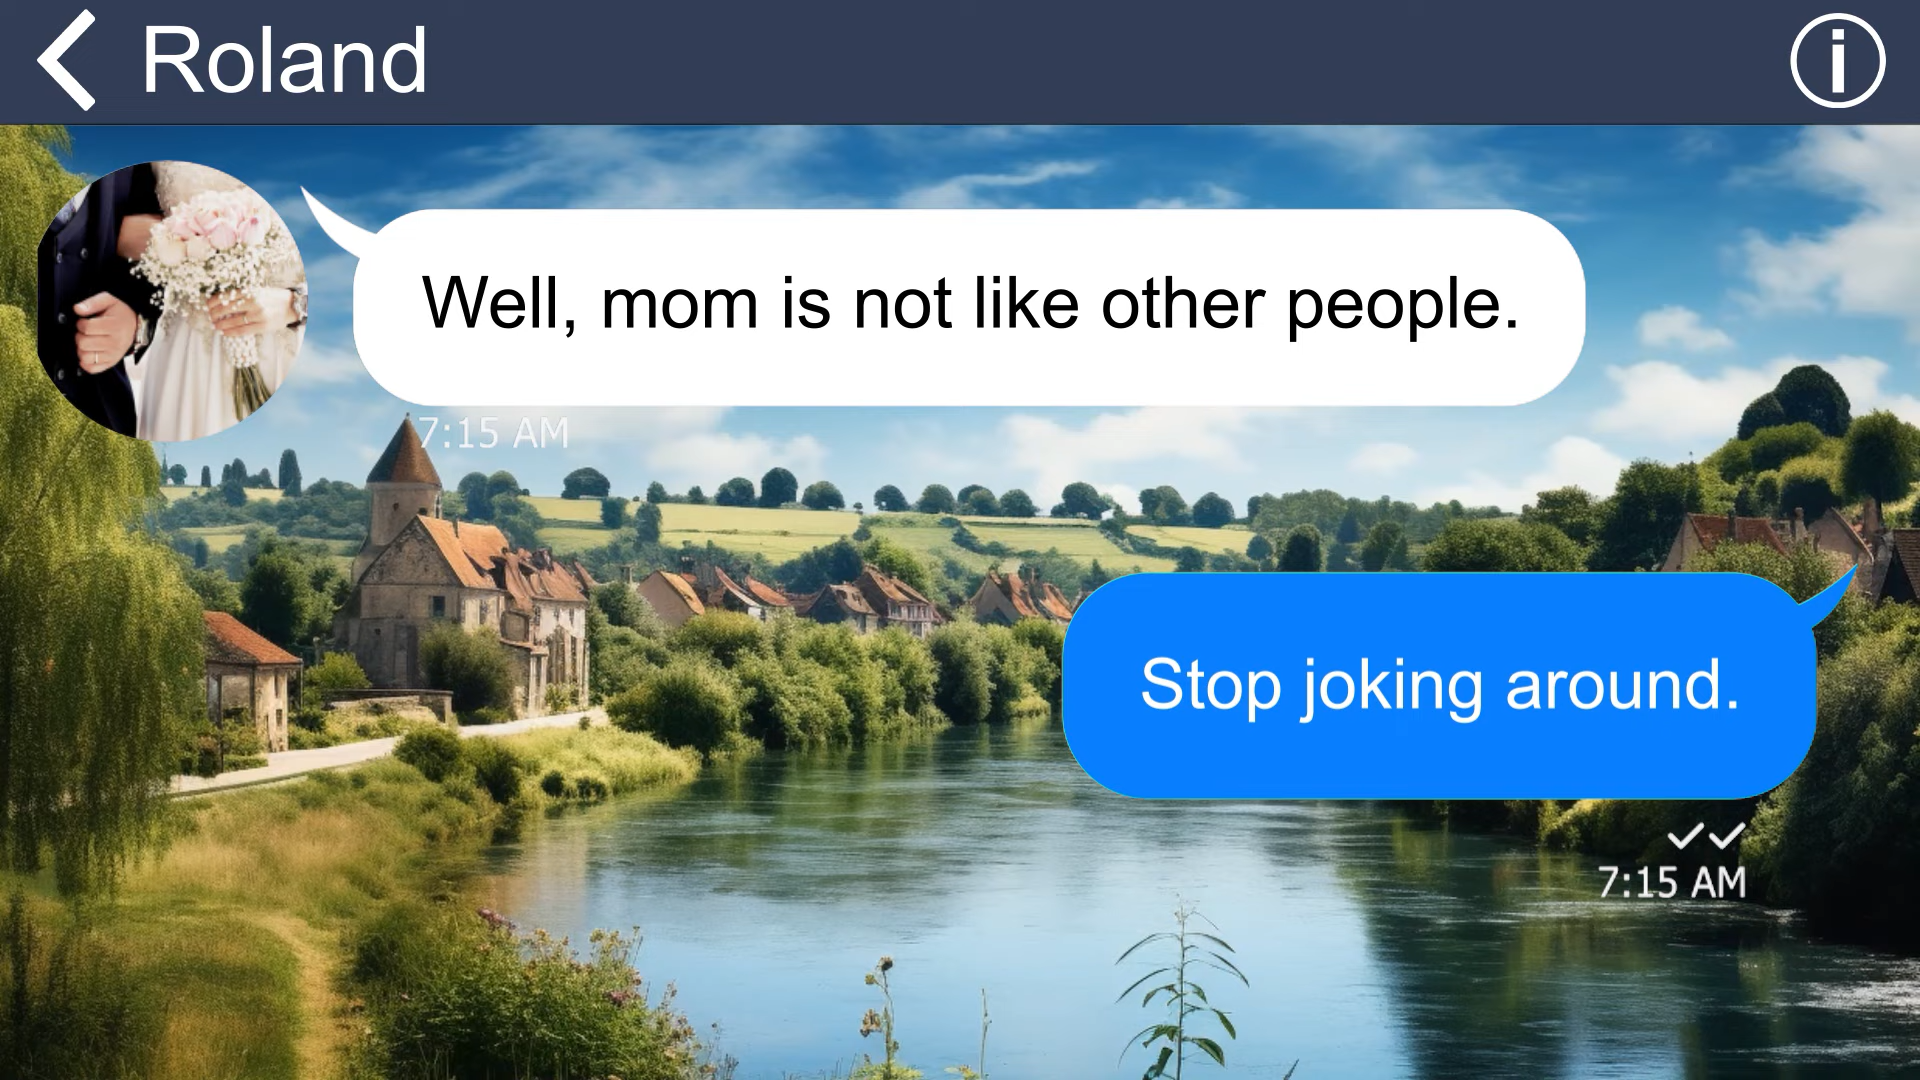 Roland
Well, mom is not like other people.
7:15 AM
Stop joking around.
7:15 AM